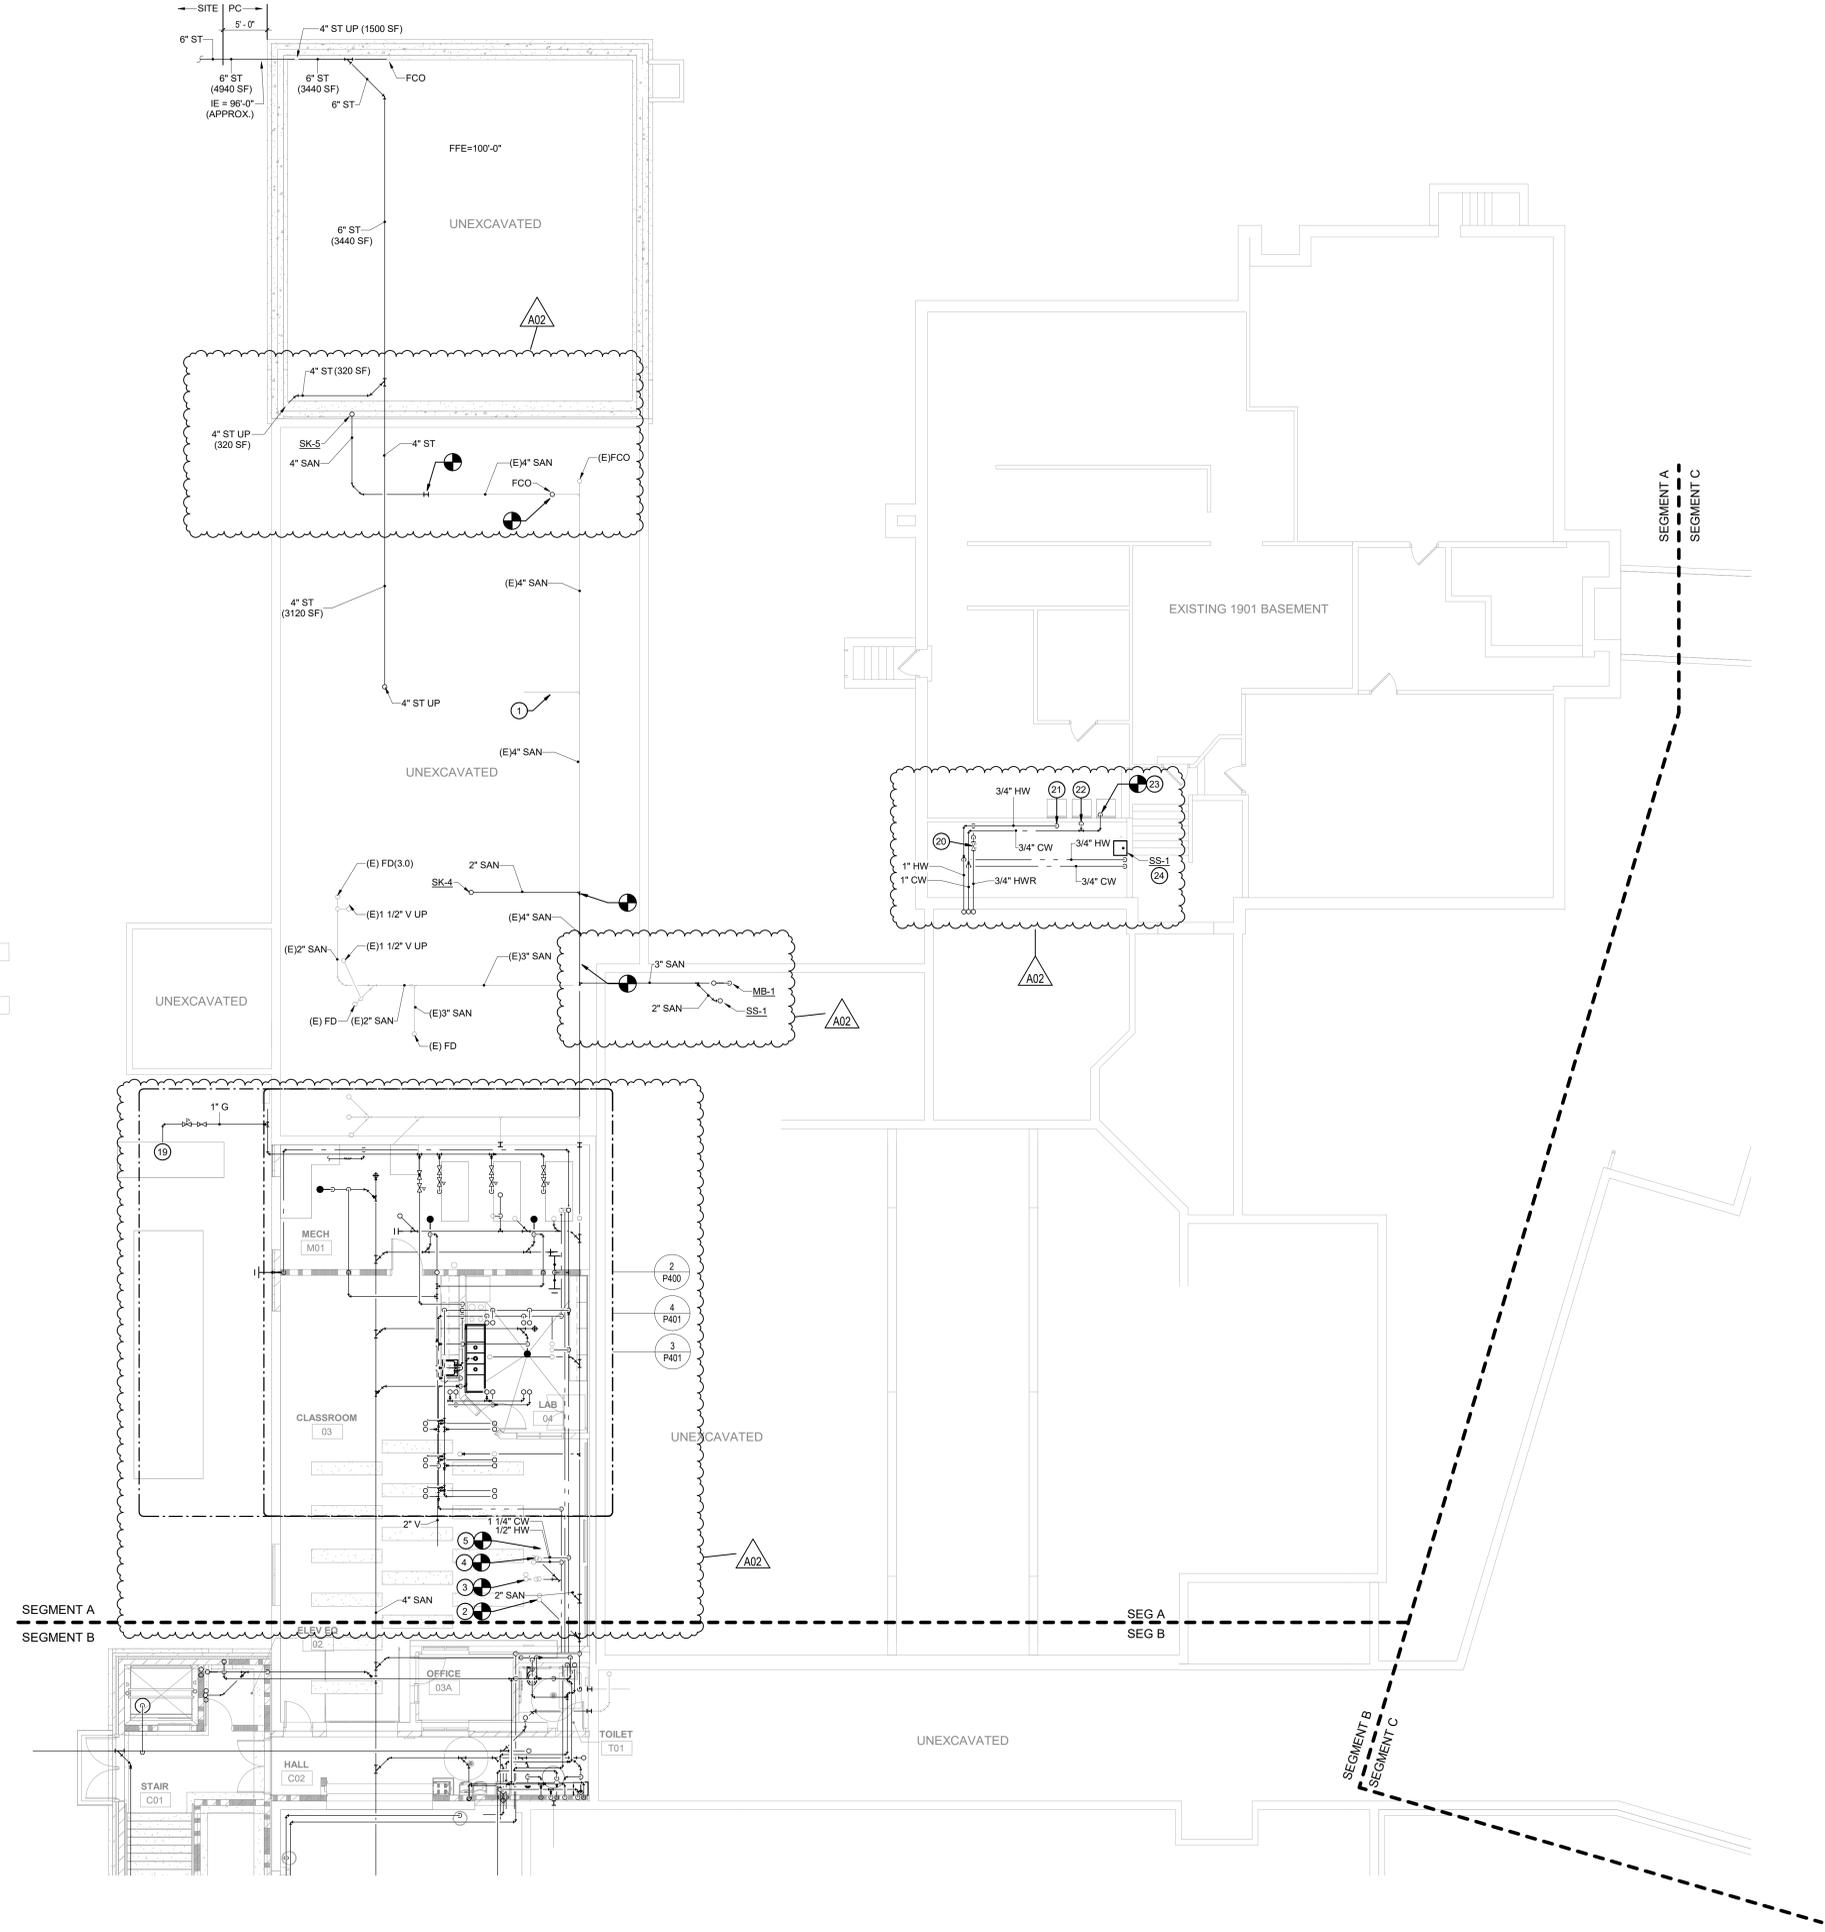 SITE
PC
5' - 0"
4" ST UP (1500 SF)
6" ST
6" ST
(4940 SF)
6" ST
(3440 SF)
FCO
IE = 96'-0"
(APPROX.)
6" ST
FFE=100'-0"
UNEXCAVATED
6" ST
(3440 SF)
A02
4" ST (320 SF)
4" ST UP
(320 SF)
SK-5
4" SAN
4" ST
(E)4" SAN
(E)FCO
FCO
SEGMENT A
SEGMENT C
(E)4" SAN
4" ST
(3120 SF)
EXISTING 1901 BASEMENT
4" ST UP
1
(E)4" SAN
UNEXCAVATED
3/4" HW
21
22
23
20
3/4" CW
3/4" HW
SS-1
24
1" HW
1" CW
3/4" HWR
3/4" CW
A02
(E) FD(3.0)
SK-4
2" SAN
(E)1 1/2" V UP
(E)4" SAN
(E)2" SAN
(E)1 1/2" V UP
(E)3" SAN
3" SAN
MB-1
2" SAN
SS-1
A02
UNEXCAVATED
(E) FD
(E)2" SAN
(E)3" SAN
(E) FD
1" G
19
MECH
M01
2
P400
4
P401
3
P401
CLASSROOM
03
LAB
04
UNEXCAVATED
2" V
1 1/4" CW
1/2" HW
5
4
3
2
2" SAN
4" SAN
A02
SEGMENT A
SEGMENT B
SEG A
SEG B
ELEV EQ
02
OFFICE
03A
TOILET
T01
UNEXCAVATED
SEGMENT B
SEGMENT C
HALL
C02
STAIR
C01